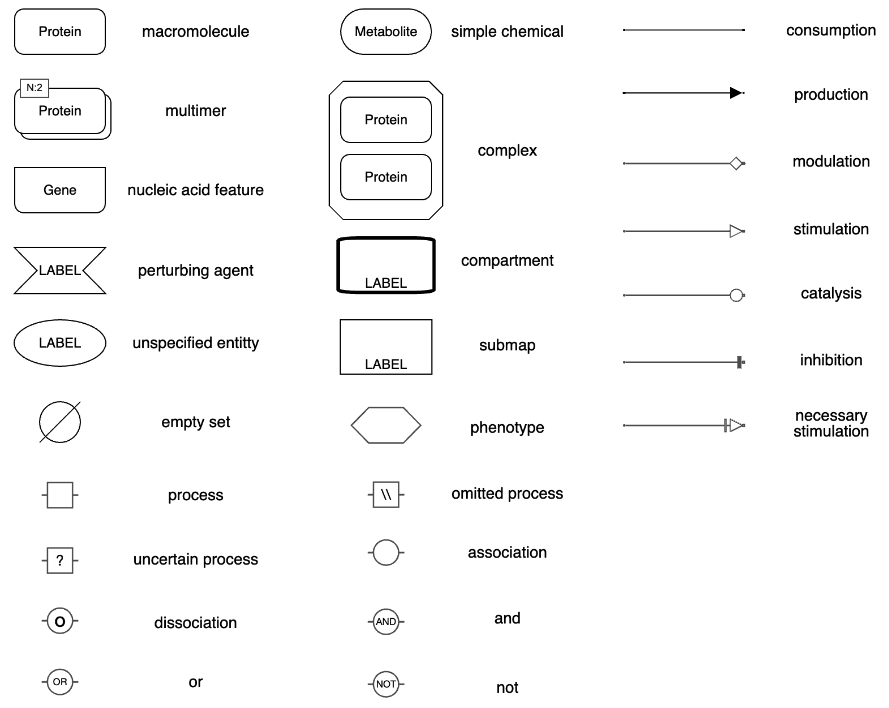 Protein macromolecule
N:2
Protein multimer
Gene nucleic acid feature
LABEL perturbing agent
LABEL unspecified entitty
empty set
process
? uncertain process
O dissociation
OR or
Metabolite simple chemical
Protein
complex
Protein
compartment
LABEL
submap
LABEL
phenotype
\\ omitted process
association
AND and
NOT not
consumption
production
modulation
stimulation
catalysis
inhibition
necessary
stimulation